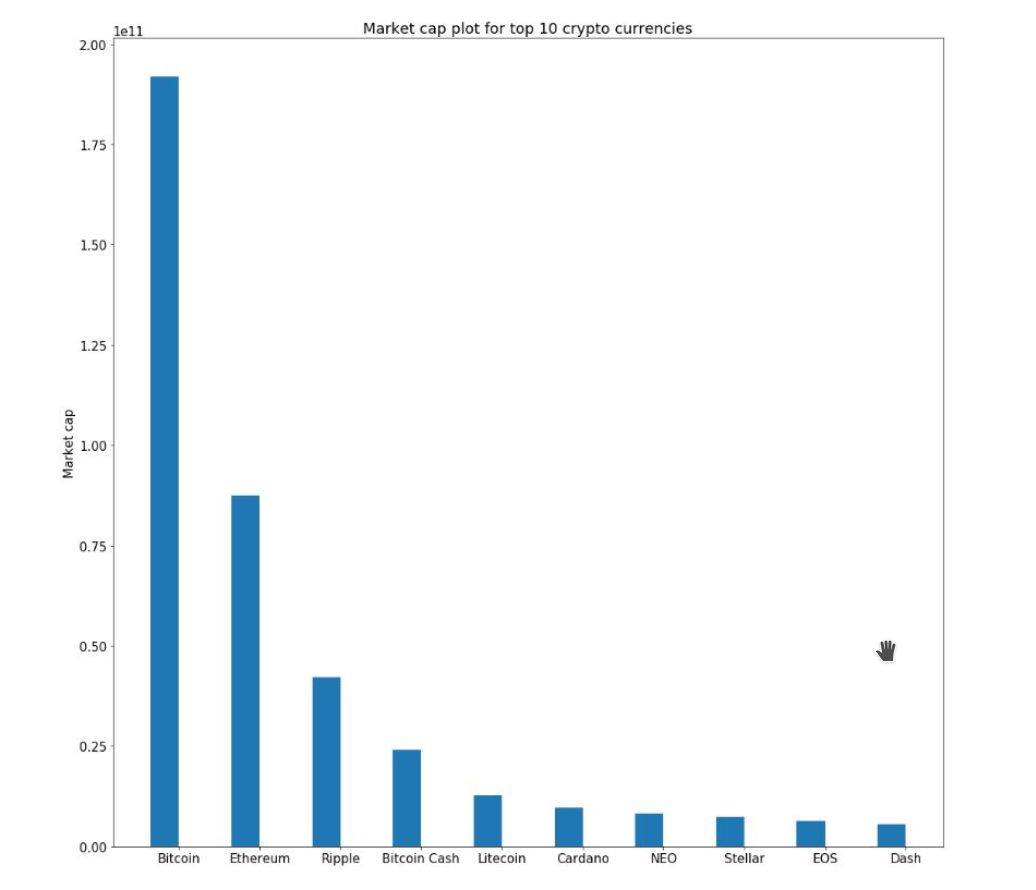 Market cap plot for top 10 crypto currencies
1e11
2.00
1.75
1.50
1.25
1.00
0.75
0.50
0.25
0.00
Market cap
Bitcoin Ethereum Ripple Bitcoin Cash Litecoin Cardano NEO Stellar EOS Dash